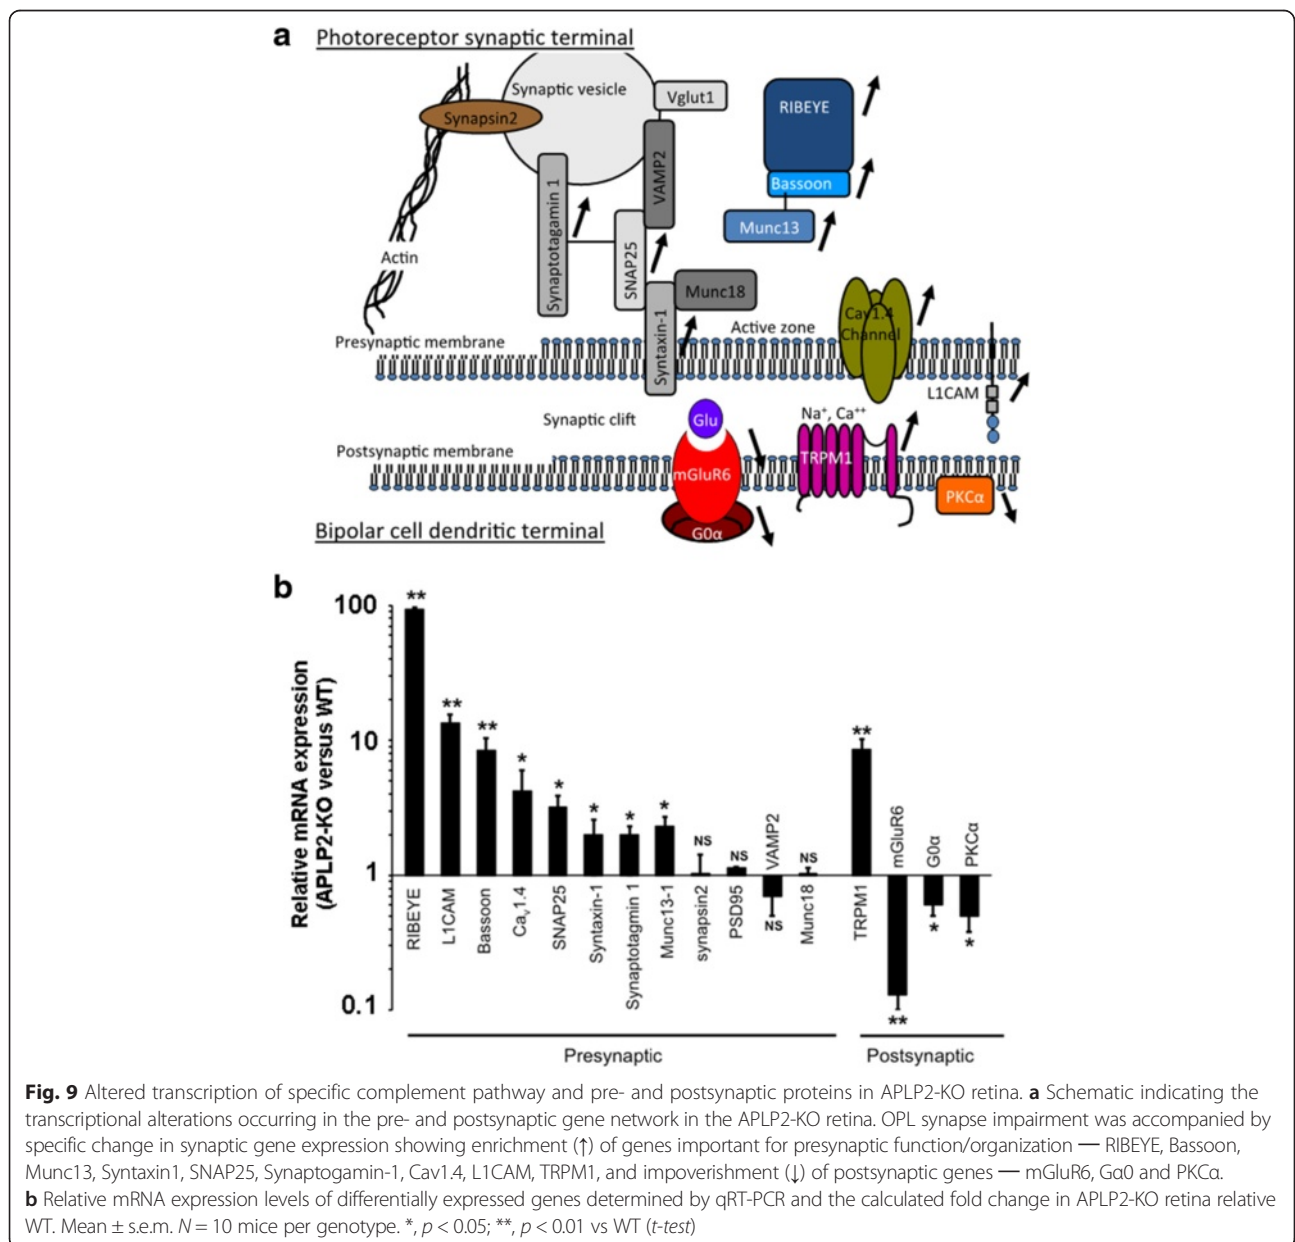 a Photoreceptor synaptic terminal
Synaptic vesicle
Vglut1
RIBEYE
Synapsin2
VAMP2
Bassoon
Synaptotagamin 1
Munc13
SNAP25
Actin
Munc18
Syntaxin-1
Active zone
Cav1.4
Channel
Presynaptic membrane
L1CAM
Synaptic clift
Glu
Na⁺, Ca⁺⁺
Postsynaptic membrane
TRPM1
mGluR6
PKCα
G0α
Bipolar cell dendritic terminal
b
Relative mRNA expression
(APLP2-KO versus WT)
100
10
1
0.1
**
**
**
*
*
*
*
*
NS
NS
NS
NS
**
**
*
*
RIBEYE
L1CAM
Bassoon
Caᵥ1.4
SNAP25
Syntaxin-1
Synaptotagmin 1
Munc13-1
synapsin2
PSD95
VAMP2
Munc18
TRPM1
mGluR6
G0α
PKCα
Presynaptic
Postsynaptic
Fig. 9 Altered transcription of specific complement pathway and pre- and postsynaptic proteins in APLP2-KO retina. a Schematic indicating the
transcriptional alterations occurring in the pre- and postsynaptic gene network in the APLP2-KO retina. OPL synapse impairment was accompanied by
specific change in synaptic gene expression showing enrichment (↑) of genes important for presynaptic function/organization — RIBEYE, Bassoon,
Munc13, Syntaxin1, SNAP25, Synaptogamin-1, Cav1.4, L1CAM, TRPM1, and impoverishment (↓) of postsynaptic genes — mGluR6, Gα0 and PKCα.
b Relative mRNA expression levels of differentially expressed genes determined by qRT-PCR and the calculated fold change in APLP2-KO retina relative
WT. Mean ± s.e.m. N = 10 mice per genotype. *, p < 0.05; **, p < 0.01 vs WT (t-test)